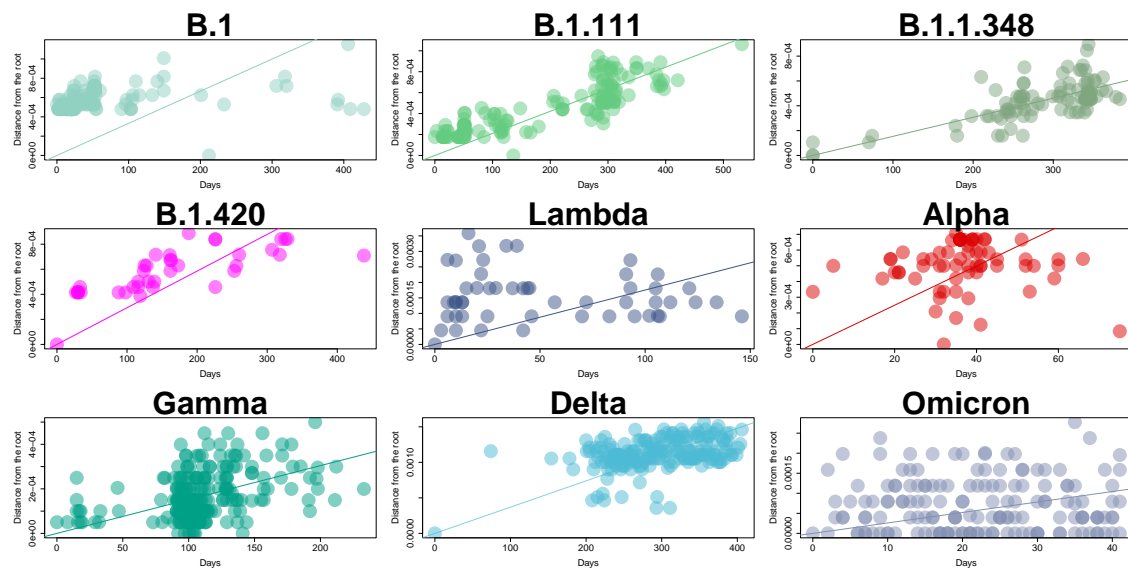 B.1
Distance from the root
0e+00 4e-04 8e-04
0 100 200 300 400
Days
B.1.111
Distance from the root
0e+00 4e-04 8e-04
0 100 200 300 400 500
Days
B.1.1.348
Distance from the root
0e+00 4e-04 8e-04
0 100 200 300
Days
B.1.420
Distance from the root
0e+00 4e-04 8e-04
0 100 200 300 400
Days
Lambda
Distance from the root
0.0000 0.0015 0.0030
0 50 100 150
Days
Alpha
Distance from the root
0e+00 3e-04 6e-04
0 20 40 60
Days
Gamma
Distance from the root
0e+00 2e-04 4e-04
0 50 100 150 200
Days
Delta
Distance from the root
0.0000 0.0010
0 100 200 300 400
Days
Omicron
Distance from the root
0.00000 0.00015
0 10 20 30 40
Days